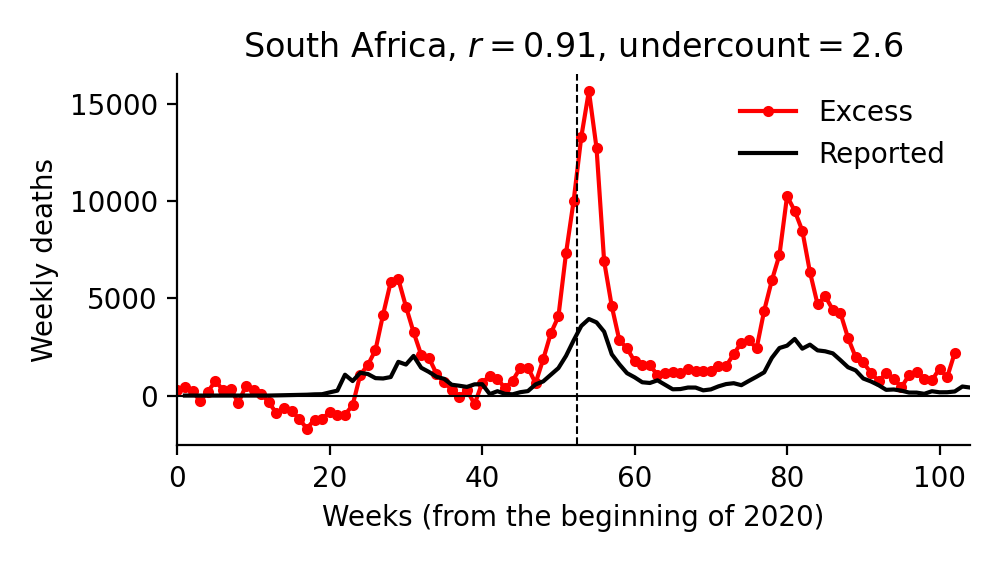 South Africa, r = 0.91, undercount = 2.6
Excess
Reported
Weekly deaths
15000
10000
5000
0
0 20 40 60 80 100
Weeks (from the beginning of 2020)